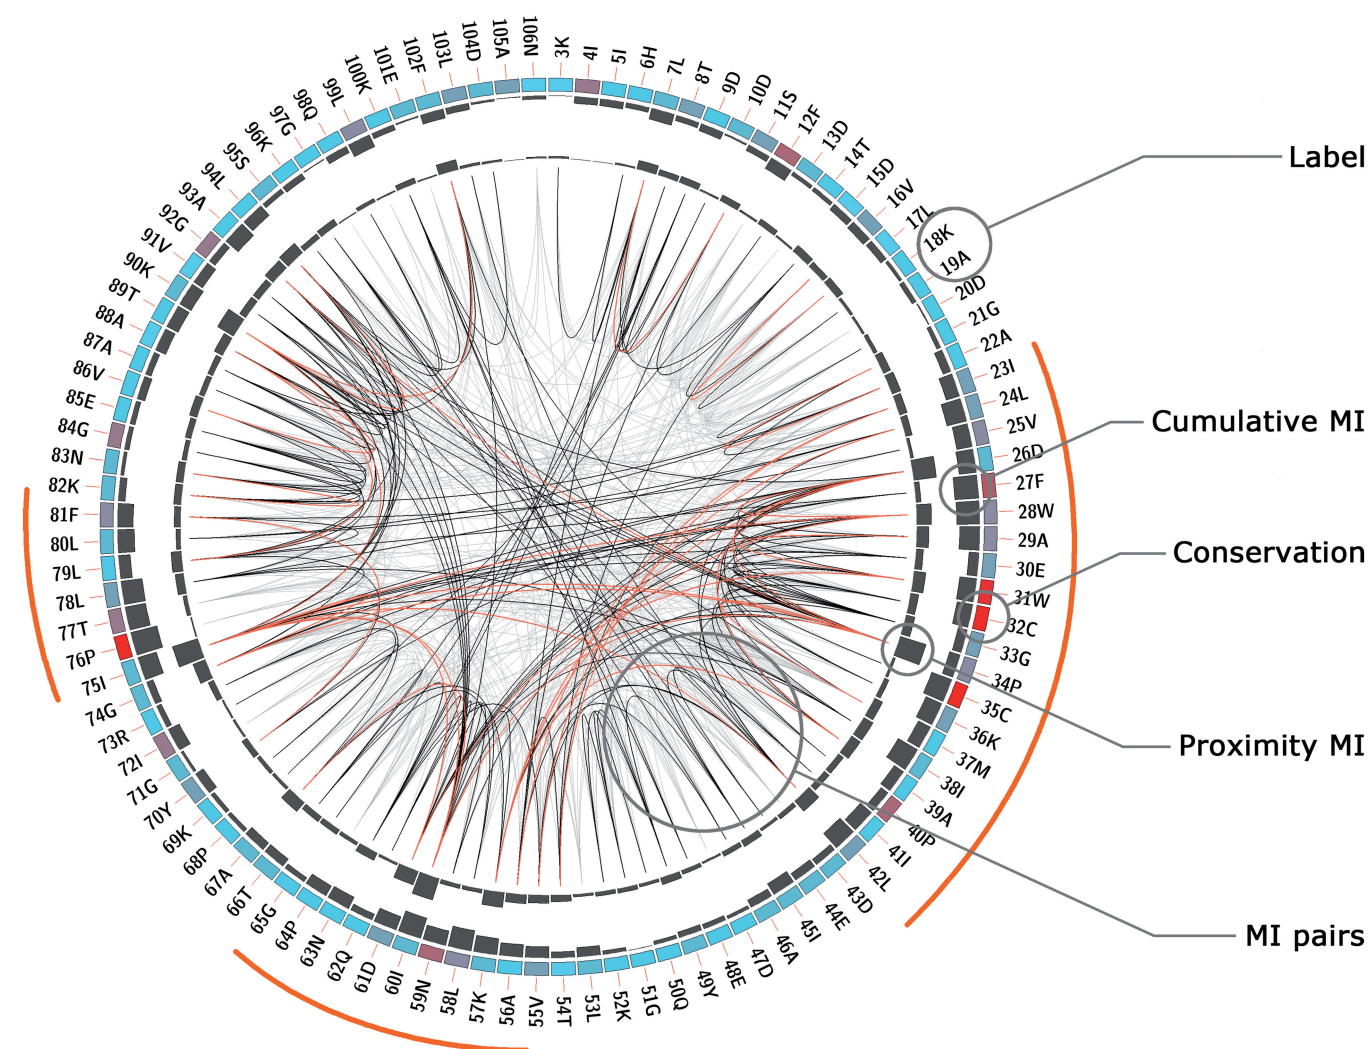 3K
4I
5I
6H
7L
8T
9D
10D
11S
12F
13D
14T
15D
16V
17L
18K
19A
20D
21G
22A
23I
24L
25V
26D
27F
28W
29A
30E
31W
32C
33G
34P
35C
36K
37M
38I
39A
40P
41I
42L
43D
44E
45I
46A
47D
48E
49Y
50Q
51G
52K
53L
54T
55V
56A
57K
58L
59N
60I
61D
62Q
63N
64P
65G
66T
67A
68P
69K
70Y
71G
72I
73R
74G
75I
76P
77T
78L
79L
80L
81F
82K
83N
84G
85E
86V
87A
88A
89T
90K
91V
92G
93A
94L
95S
96K
97G
98Q
99L
100K
101E
102F
103L
104D
105A
106N
Label
Cumulative MI
Conservation
Proximity MI
MI pairs